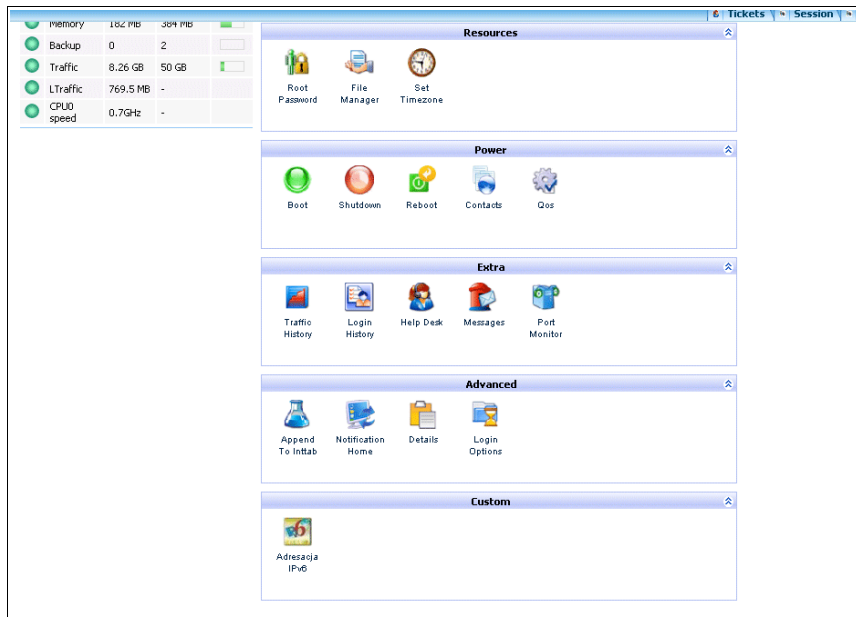 6 Tickets Session
Memory 182 MB 384 MB
Backup 0 2
Traffic 8.26 GB 50 GB
LTraffic 769.5 MB -
CPU0
speed 0.7GHz -
Resources
Root
Password
File
Manager
Set
Timezone
Power
Boot
Shutdown
Reboot
Contacts
Qos
Extra
Traffic
History
Login
History
Help Desk
Messages
Port
Monitor
Advanced
Append
To Inttab
Notification
Home
Details
Login
Options
Custom
Adresacja
IPv6